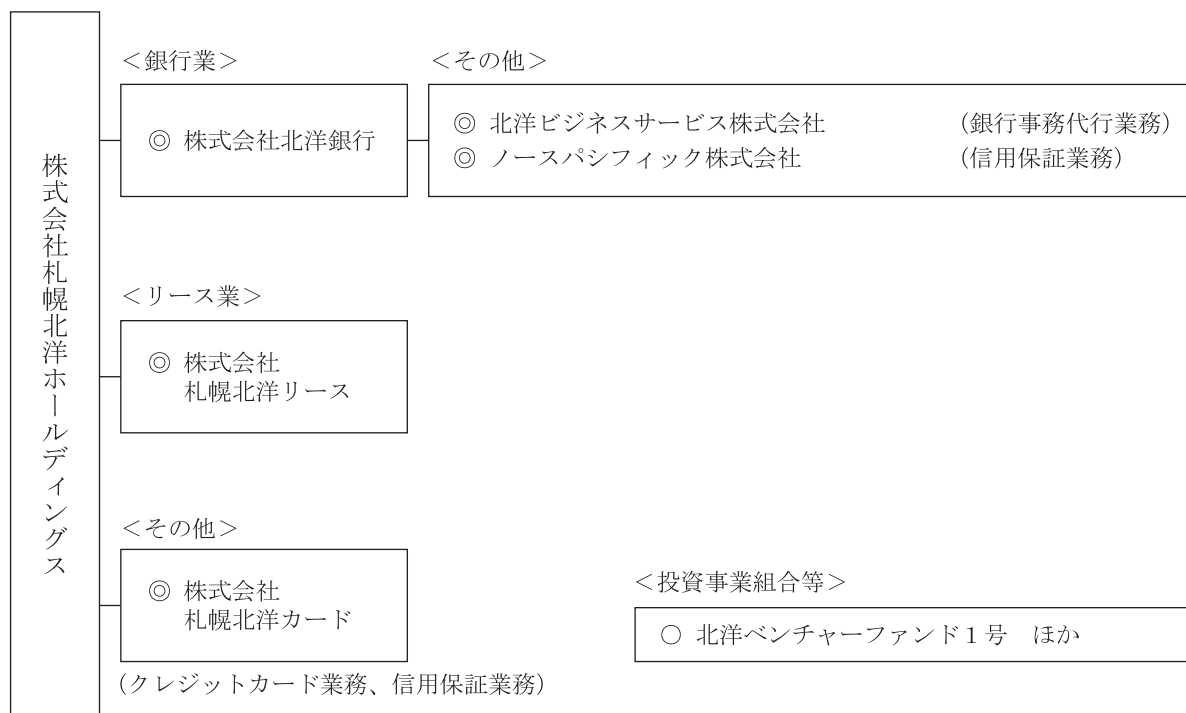 株式会社札幌北洋ホールディングス
＜銀行業＞
◎ 株式会社北洋銀行
＜その他＞
◎ 北洋ビジネスサービス株式会社 （銀行事務代行業務）
◎ ノースパシフィック株式会社 （信用保証業務）
＜リース業＞
◎ 株式会社
札幌北洋リース
＜その他＞
◎ 株式会社
札幌北洋カード
（クレジットカード業務、信用保証業務）
＜投資事業組合等＞
○ 北洋ベンチャーファンド１号　ほか